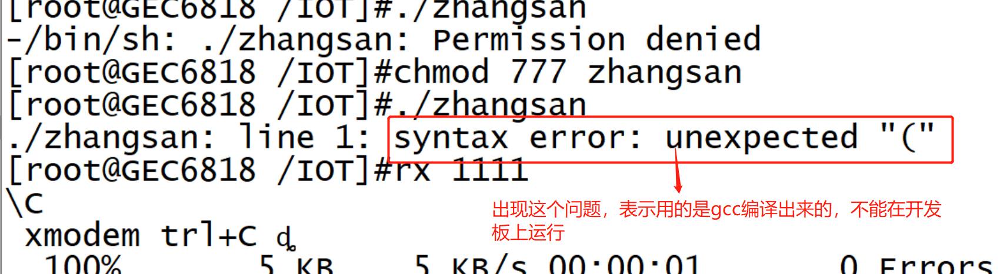 [root@GEC6818 /IOT]#./zhangsan
-/bin/sh: ./zhangsan: Permission denied
[root@GEC6818 /IOT]#chmod 777 zhangsan
[root@GEC6818 /IOT]#./zhangsan
./zhangsan: line 1: syntax error: unexpected "("
[root@GEC6818 /IOT]#rx 1111
\C
出现这个问题，表示用的是gcc编译出来的，不能在开发
板上运行
xmodem trl+C d
100% 5 KB 5 KB/s 00:00:01 0 Errors